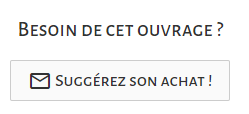 Besoin de cet ouvrage ?
Suggérez son achat !